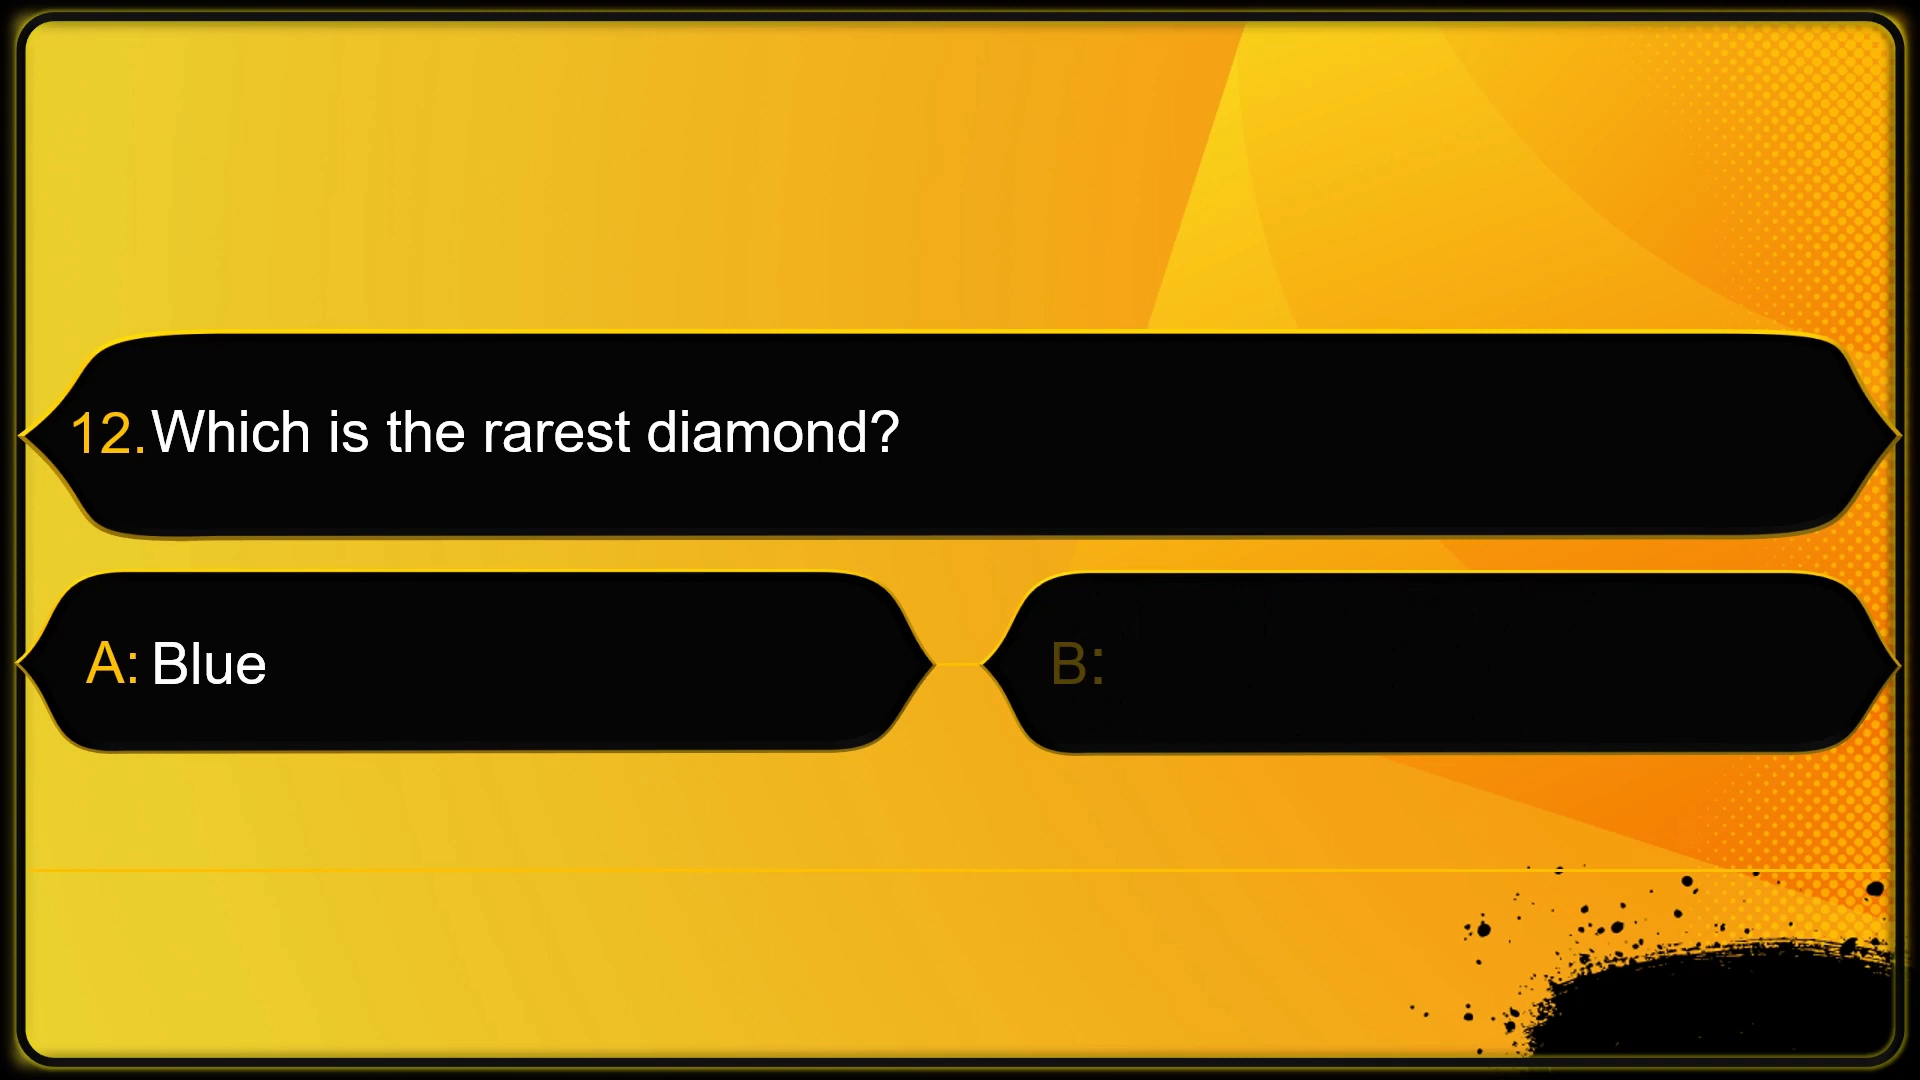 12. Which is the rarest diamond?
A: Blue
B: